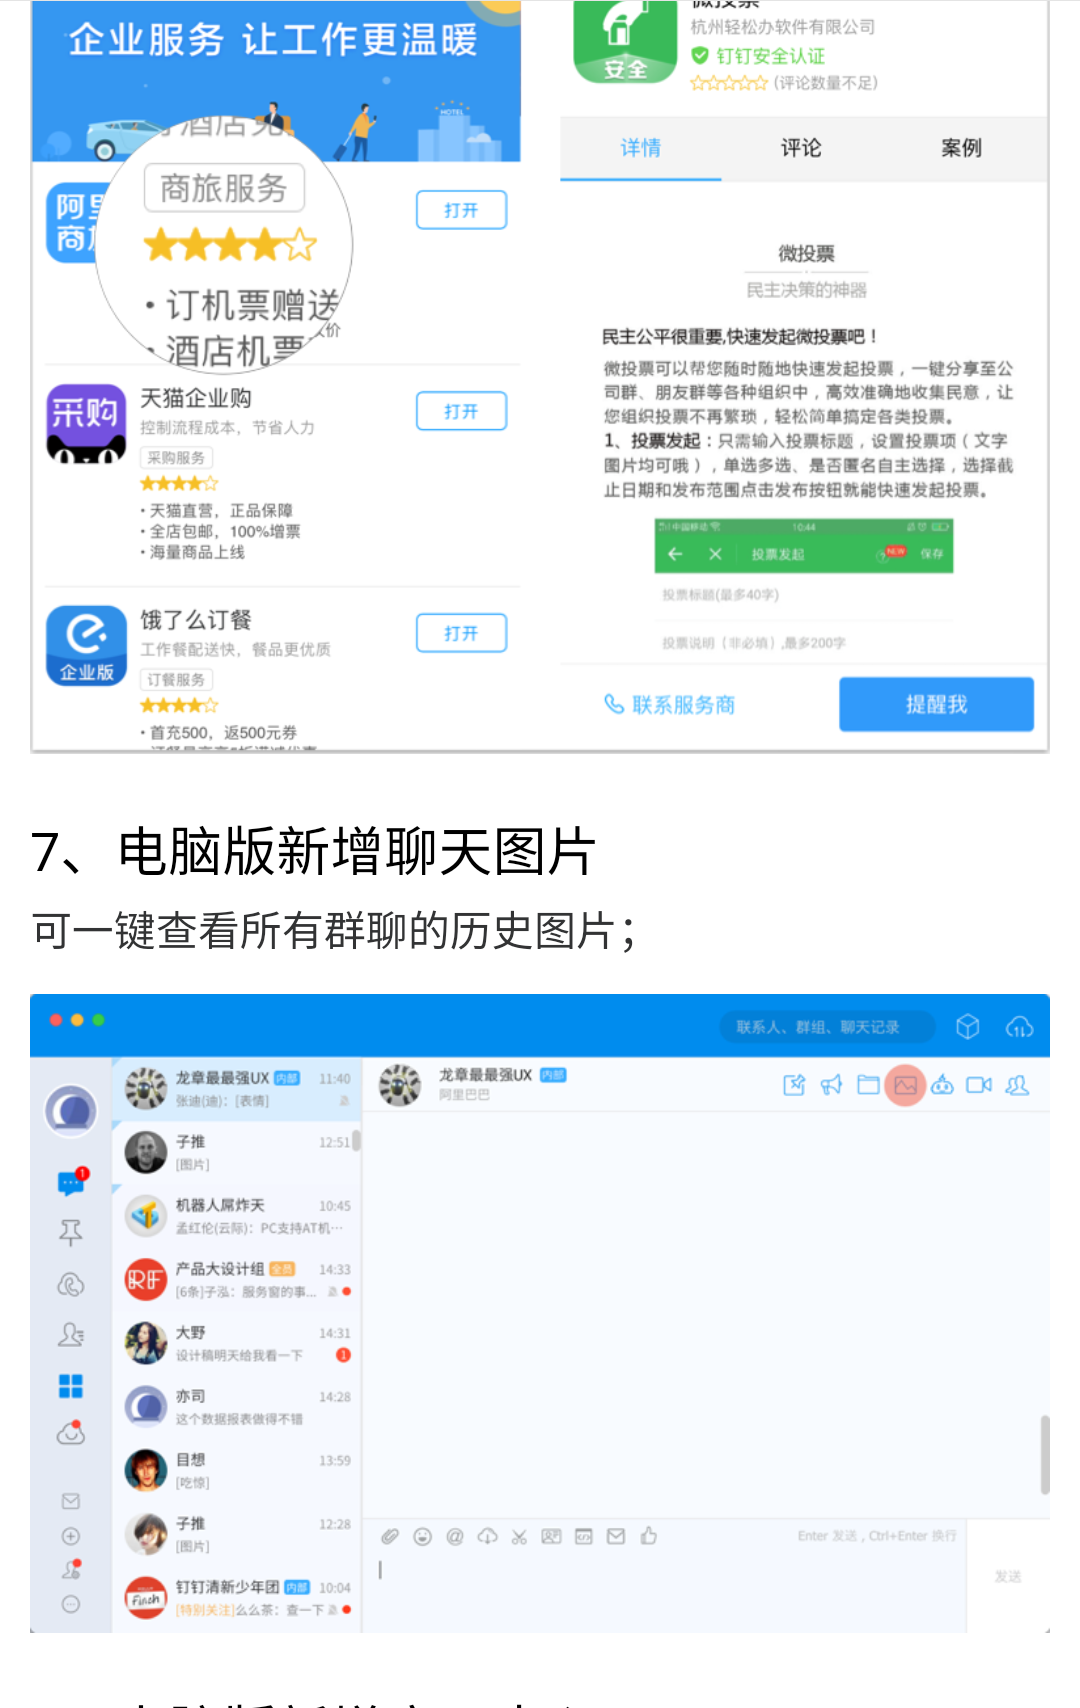 企业服务 让工作更温暖
HOTEL
商旅服务
打开
• 订机票赠送
• 酒店机票
采购
天猫企业购
控制流程成本，节省人力
采购服务
打开
• 天猫直营，正品保障
• 全店包邮，100%增票
• 海量商品上线
企业版
饿了么订餐
工作餐配送快，餐品更优质
订餐服务
打开
• 首充500，返500元券
安全
微投票
杭州轻松办软件有限公司
钉钉安全认证
(评论数量不足)
详情
评论
案例
微投票
民主决策的神器
民主公平很重要,快速发起微投票吧！
微投票可以帮您随时随地快速发起投票，一键分享至公
司群、朋友群等各种组织中，高效准确地收集民意，让
您组织投票不再繁琐，轻松简单搞定各类投票。
1、投票发起：只需输入投票标题，设置投票项（文字
图片均可哦），单选多选、是否匿名自主选择，选择截
止日期和发布范围点击发布按钮就能快速发起投票。
中国移动 10:44
投票发起 NEW 保存
投票标题(最多40字)
投票说明（非必填）,最多200字
联系服务商
提醒我
7、电脑版新增聊天图片
可一键查看所有群聊的历史图片；
联系人、群组、聊天记录
龙章最最强UX 内部 11:40
张迪(迪)：[表情]
子推 12:51
[图片]
机器人屌炸天 10:45
孟红伦(云际)：PC支持AT机…
产品大设计组 全员 14:33
[6条]子泓：服务窗的事...
大野 14:31
设计稿明天给我看一下 1
亦司 14:28
这个数据报表做得不错
目想 13:59
[吃惊]
子推 12:28
[图片]
钉钉清新少年团 内部 10:04
[特别关注]么么茶：查一下
龙章最最强UX 内部
阿里巴巴
Enter 发送，Ctrl+Enter 换行
发送